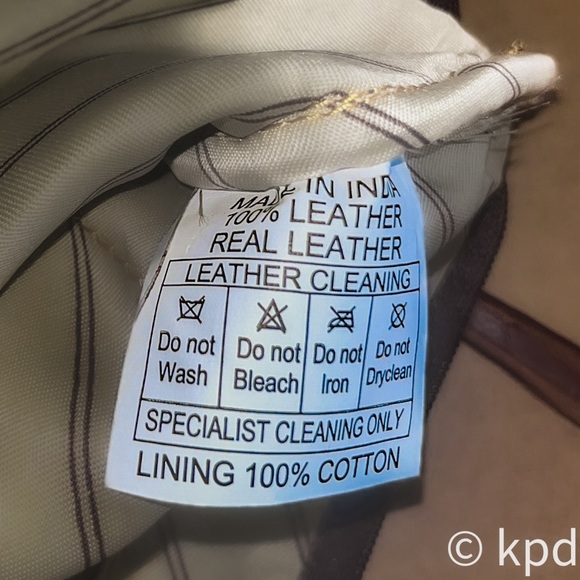 MADE IN INDIA
100% LEATHER
REAL LEATHER
LEATHER CLEANING
Do not Wash
Do not Bleach
Do not Iron
Do not Dryclean
SPECIALIST CLEANING ONLY
LINING 100% COTTON
© kpd